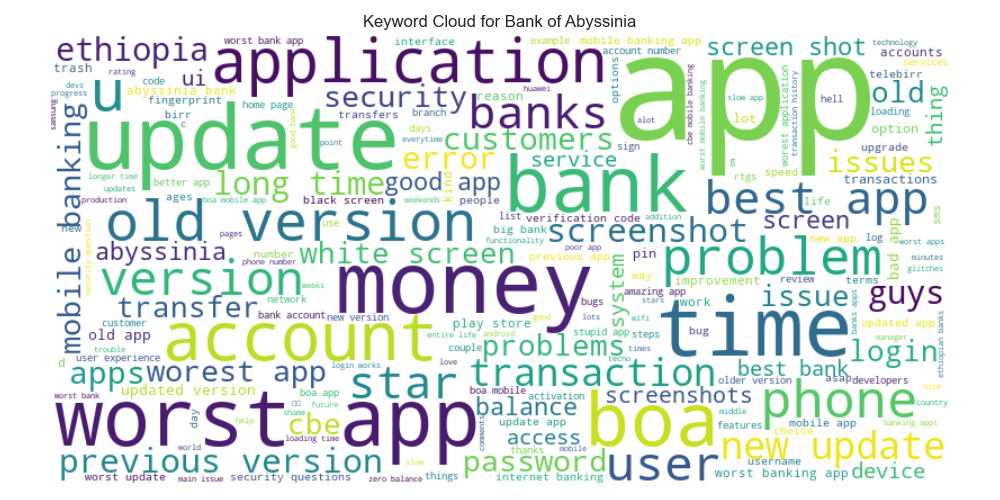 Keyword Cloud for Bank of Abyssinia
worst bank app
interface
example
mobile banking app
technology
ethiopia
application
app
screen shot
account number
accounts
trash
rating
code
ui
options
services
devs
progress
abyssinia bank
u
security
reason
banks
huawei
telebirr
fingerprint
home page
birr
transfers
branch
c
good bank
days
customers
alot
slow app
lot
hell
old
loading
thing
samsung
mobile banking
update
point
everytime
sign
cbe mobile banking
worst mobile banking
g
worst application
transaction history
option
upgrade
error
service
issues
longer time
updates
better app
long time
good app
kind
bank
rtgs
speed
transactions
production
ages
boa mobile app
black screen
weekends
people
best app
life
sms
old version
list
verification code
addition
screen
new
pages
use
big bank
screenshot
new app
log
bad app
worst apps
functionality
previous app
poor app
security question
abyssinia
number
white screen
phone number
problem
minutes
glitches
version
weeks
network
money
system
pin
way
improvement
review
terms
amazing app
work
issue
guys
transfer
bank account
new version
bugs
stars
time
banks apps
updated app
customer
old app
account
play store
lots
wifi
bug
manager
ethiopian banks
trouble
entire life
android
good
couple
stupid app
steps
problems
times
login
d
user experience
login works
love
tecno
apps
worest app
star
transaction
best bank
older version
asap
developers
updated version
boa app
boa mobile
screenshots
phone
nice
worst bank
worst app
future
shame
cbe
activation
balance
boa
features
middle
mobile app
country
day
help
update app
choice
banking apps
loading time
comments
access
thanks
mobile
new update
previous version
world
slow
password
user
username
device
worst update
main issue
security questions
zero balance
things
internet banking
worst banking app